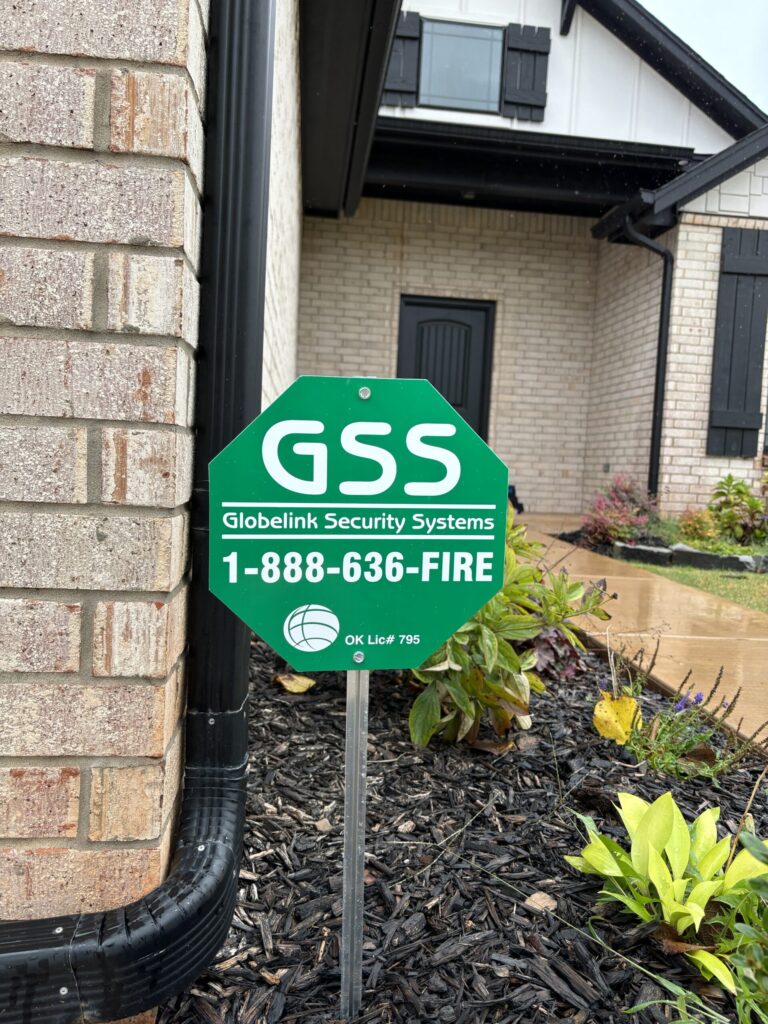 GSS
Globelink Security Systems
1-888-636-FIRE
OK Lic# 795